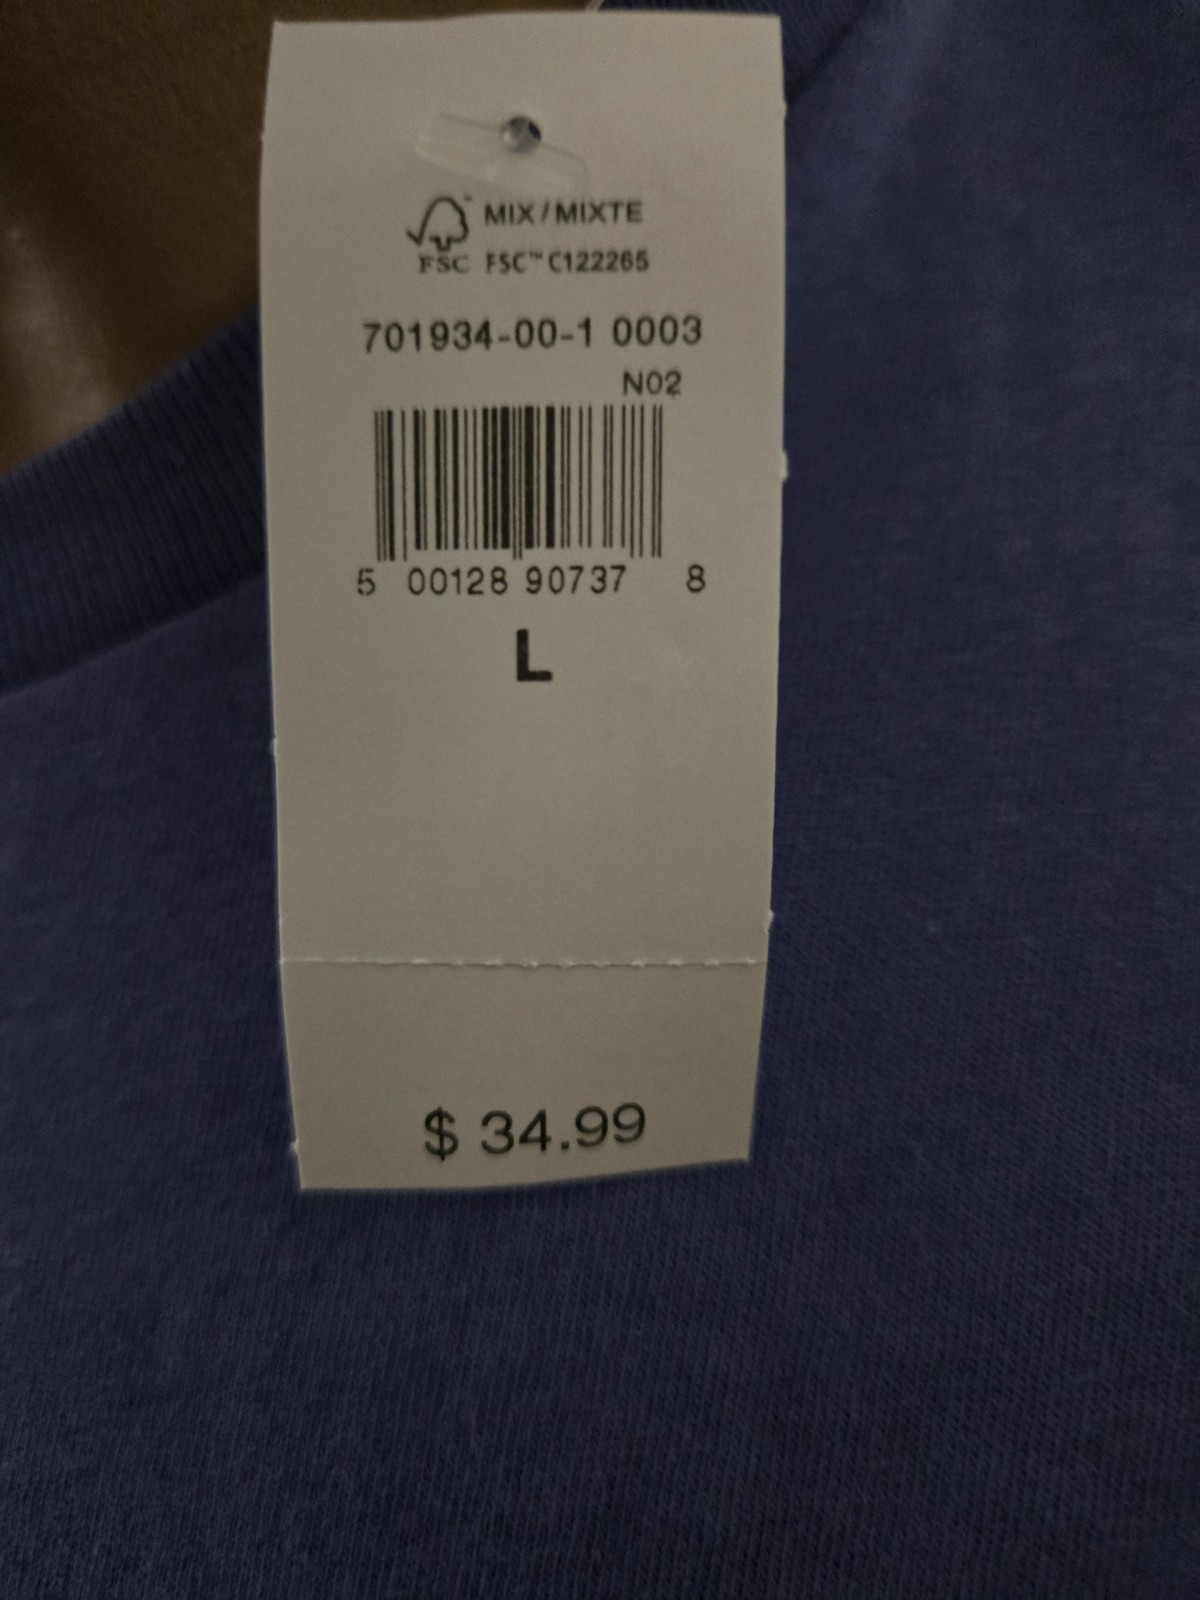 MIX/MIXTE
FSC FSC™ C122265
701934-00-1 0003
N02
5 00128 90737 8
L
$ 34.99